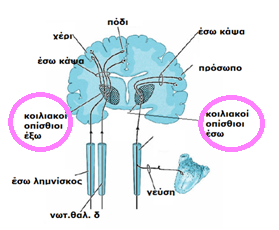 πόδι
χέρι
έσω κάψα
έσω κάψα
πρόσωπο
κοιλιακοί
οπίσθιοι
έξω
κοιλιακοί
οπίσθιοι
έσω
έσω λημνίσκος
γεύση
νωτ.θαλ. δ